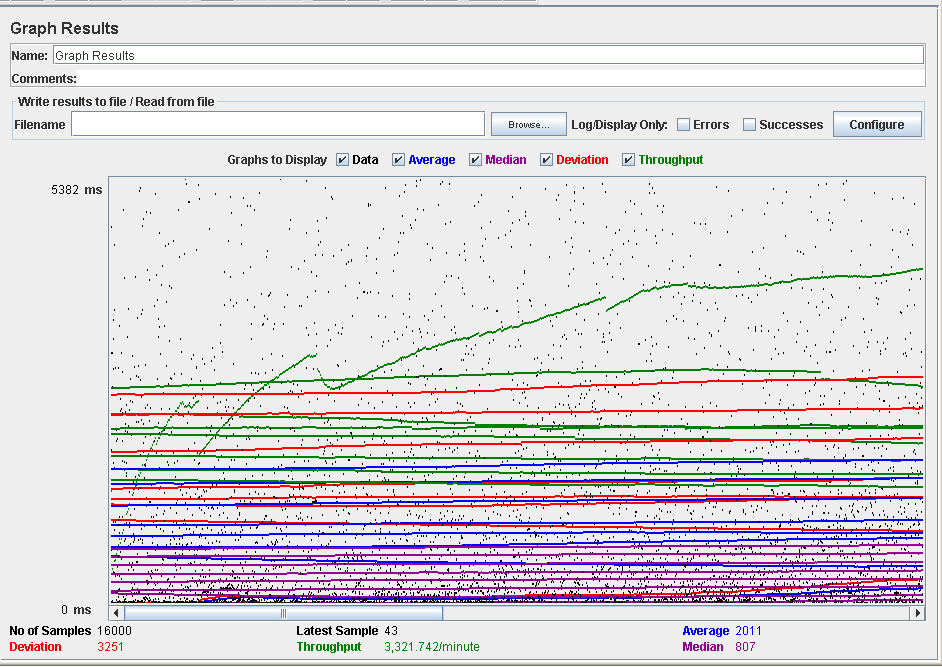 Graph Results
Name: Graph Results
Comments:
Write results to file / Read from file
Filename Browse... Log/Display Only: Errors Successes Configure
Graphs to Display Data Average Median Deviation Throughput
5382 ms
0 ms
No of Samples 16000 Latest Sample 43 Average 2011
Deviation 3251 Throughput 3,321.742/minute Median 807